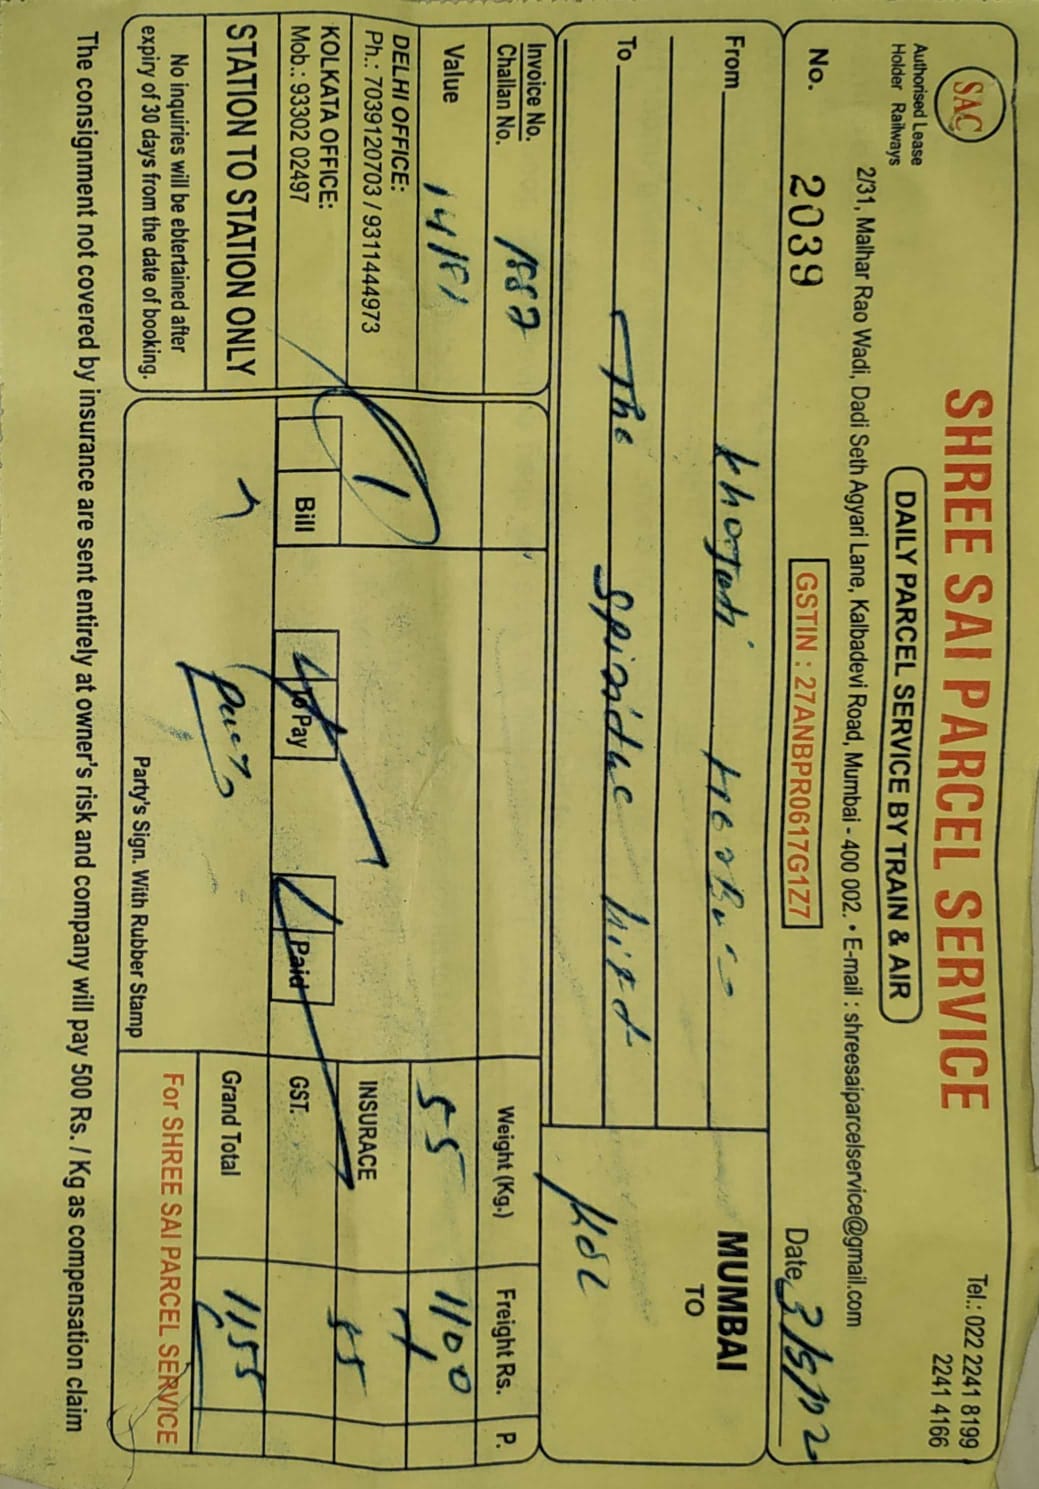 SAC
Authorised Lease
Holder Railways
SHREE SAI PARCEL SERVICE
DAILY PARCEL SERVICE BY TRAIN & AIR
Tel.: 022 2241 8199
2241 4166
2/31, Malhar Rao Wadi, Dadi Seth Agyari Lane, Kalbadevi Road, Mumbai - 400 002. • E-mail : shreesaiparcelservice@gmail.com
No. 2039
GSTIN : 27ANBPR0617G1Z7
Date
From
MUMBAI
TO
To The
KOL
Invoice No.
Challan No. 1882
Value
DELHI OFFICE:
Ph.: 7039120703 / 9311444973
KOLKATA OFFICE:
Mob.: 93302 02497
STATION TO STATION ONLY
No inquiries will be ebtertained after
expiry of 30 days from the date of booking.
Weight (Kg.) Freight Rs. P.
55 1100
INSURACE
Bill To Pay Paid GST. 55
Grand Total 1155
Party's Sign. With Rubber Stamp
For SHREE SAI PARCEL SERVICE
The consignment not covered by insurance are sent entirely at owner's risk and company will pay 500 Rs. / Kg as compensation claim